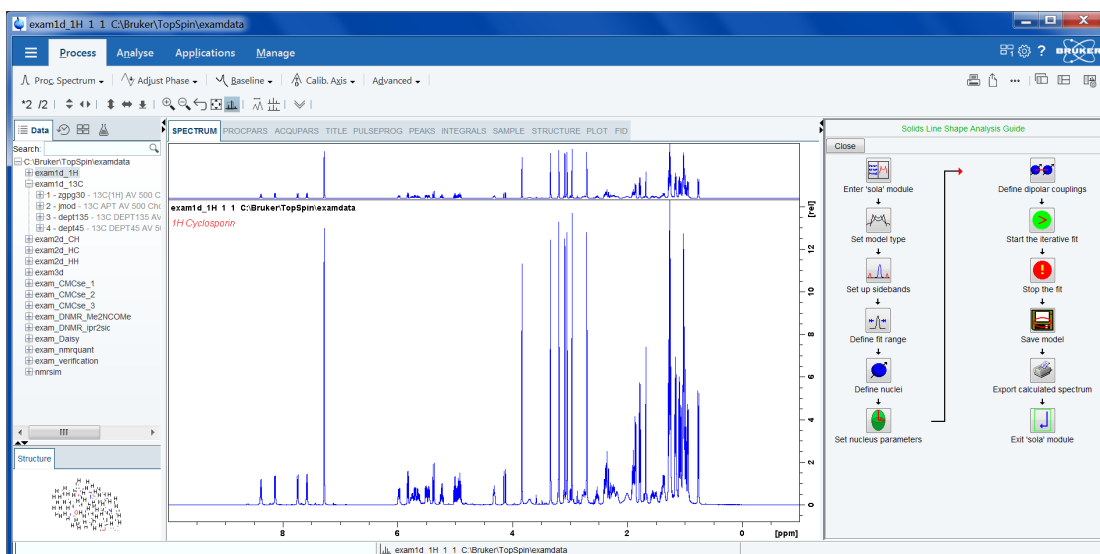 exam1d_1H 1 1 C:\Bruker\TopSpin\examdata
Process Analyse Applications Manage
BRUKER
Proc. Spectrum Adjust Phase Baseline Calib. Axis Advanced
*2 /2
Data
SPECTRUM PROCPARS ACQUPARS TITLE PULSEPROG PEAKS INTEGRALS SAMPLE STRUCTURE PLOT FID
Search:
C:\Bruker\TopSpin\examdata
exam1d_1H
exam1d_13C
1 - zgpg30 - 13C{1H} AV 500 C
2 - jmod - 13C APT AV 500 Cho
3 - dept135 - 13C DEPT135 AV
4 - dept45 - 13C DEPT45 AV 5
exam2d_CH
exam2d_HC
exam2d_HH
exam3d
exam_CMCse_1
exam_CMCse_2
exam_CMCse_3
exam_DNMR_Me2NCOMe
exam_DNMR_ipr2sic
exam_Daisy
exam_nmrquant
exam_verification
nmrsim
Structure
exam1d_1H 1 1 C:\Bruker\TopSpin\examdata
1H Cyclosporin
[rel]
12
10
8
6
4
2
0
8 6 4 2 0 [ppm]
Solids Line Shape Analysis Guide
Close
Enter 'sola' module
Set model type
Set up sidebands
Define fit range
Define nuclei
Set nucleus parameters
Define dipolar couplings
Start the iterative fit
Stop the fit
Save model
Export calculated spectrum
Exit 'sola' module
exam1d_1H 1 1 C:\Bruker\TopSpin\examdata